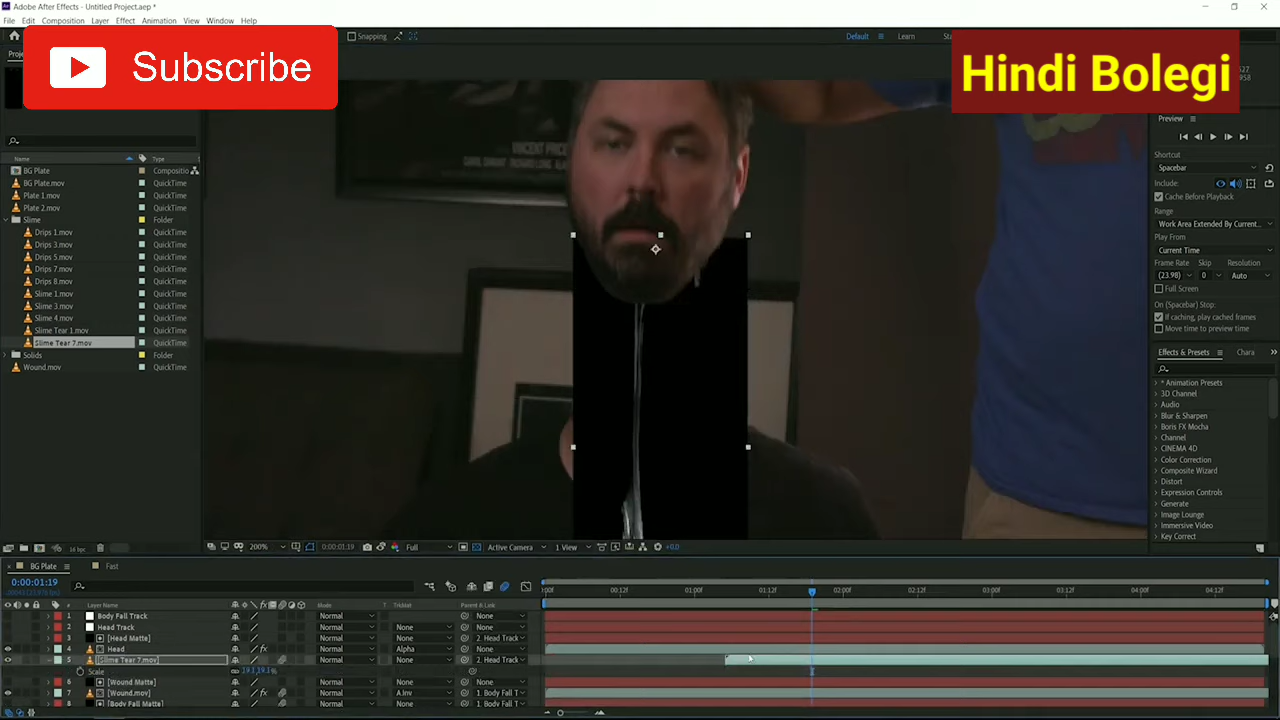 Adobe After Effects - Untitled Project.aep *
File Edit Composition Layer Effect Animation View Window Help
Snapping
Default
Learn
Subscribe
Hindi Bolegi
Preview
Shortcut
Spacebar
Include:
Cache Before Playback
Range
Work Area Extended By Current...
Play From
Current Time
Frame Rate Skip Resolution
(23.98) 0 Auto
Full Screen
On (Spacebar) Stop:
If caching, play cached frames
Move time to preview time
Effects & Presets
Chara
* Animation Presets
3D Channel
Audio
Blur & Sharpen
Boris FX Mocha
Channel
CINEMA 4D
Color Correction
Composite Wizard
Distort
Expression Controls
Generate
Image Lounge
Immersive Video
Key Correct
Name Type
BG Plate Compositio
BG Plate.mov QuickTime
Plate 1.mov QuickTime
Plate 2.mov QuickTime
Slime Folder
Drips 1.mov QuickTime
Drips 3.mov QuickTime
Drips 5.mov QuickTime
Drips 7.mov QuickTime
Drips 8.mov QuickTime
Slime 1.mov QuickTime
Slime 3.mov QuickTime
Slime 4.mov QuickTime
Slime Tear 1.mov QuickTime
Slime Tear 7.mov QuickTime
Solids Folder
Wound.mov QuickTime
VINCENT PRICE
16 bpc
200% 0:00:01:19 Full Active Camera 1 View +0.0
BG Plate Fast
0:00:01:19
00f 00:12f 01:00f 01:12f 02:00f 02:12f 03:00f 03:12f 04:00f 04:12f
# Layer Name Mode T TrkMat Parent & Link
1 Body Fall Track Normal None
2 Head Track Normal None None
3 [Head Matte] Normal None 2. Head Track
4 Head Normal Alpha None
5 [Slime Tear 7.mov] Normal None 2. Head Track
Scale 19.1,19.1%
6 [Wound Matte] Normal None 2. Head Track
7 [Wound.mov] Normal A.Inv 1. Body Fall T
8 [Body Fall Matte] Normal None 1. Body Fall T